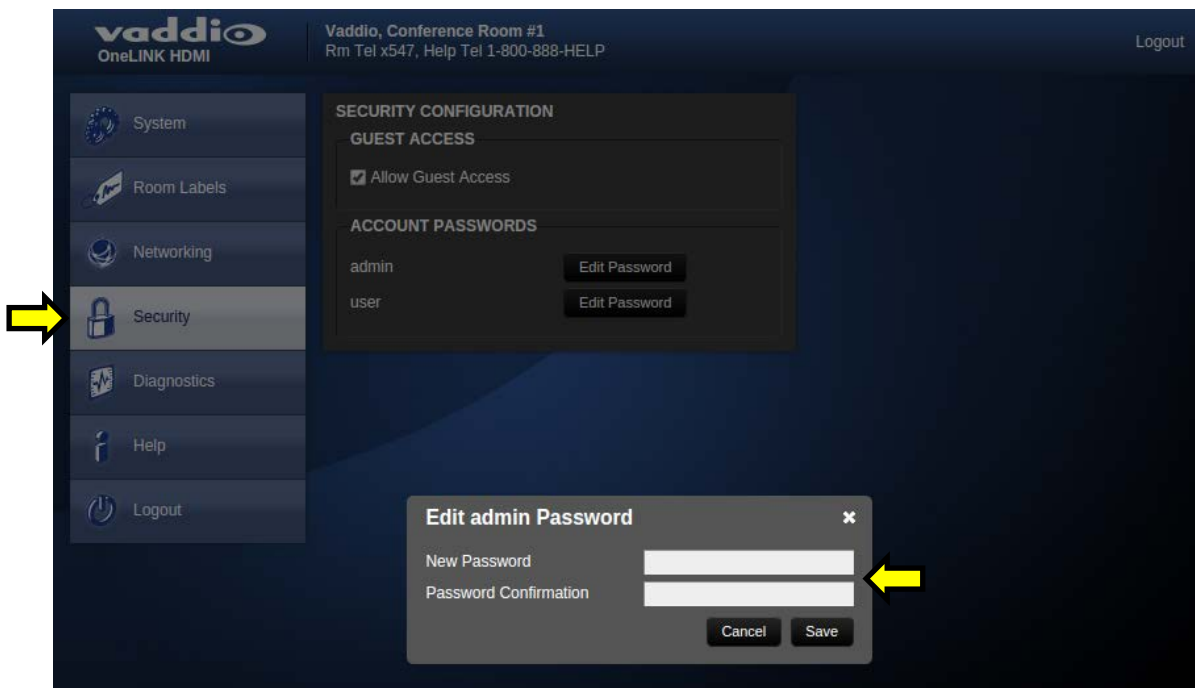 vaddio
OneLINK HDMI
Vaddio, Conference Room #1
Rm Tel x547, Help Tel 1-800-888-HELP
Logout
System
Room Labels
Networking
Security
Diagnostics
Help
Logout
SECURITY CONFIGURATION
GUEST ACCESS
Allow Guest Access
ACCOUNT PASSWORDS
admin Edit Password
user Edit Password
Edit admin Password
New Password
Password Confirmation
Cancel Save